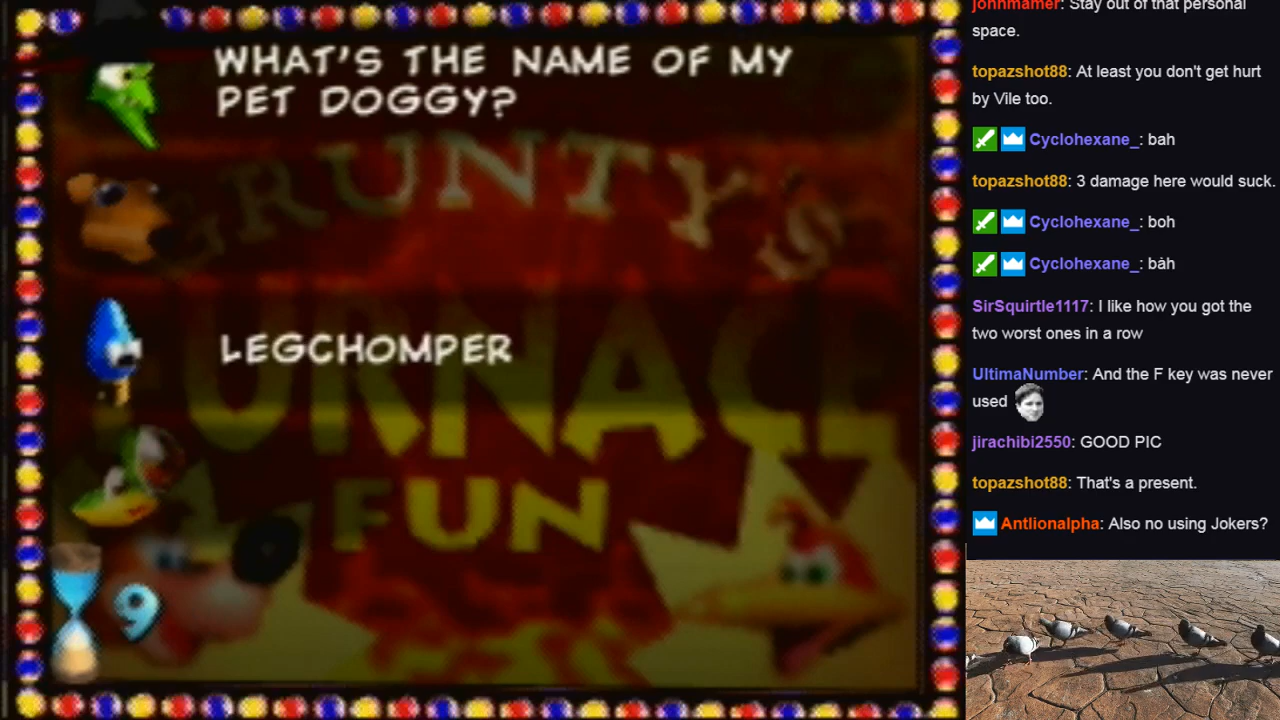 WHAT'S THE NAME OF MY
PET DOGGY?
GRUNTY'S
FURNACE
FUN
LEGCHOMPER
9
johnmamer: Stay out of that personal
space.
topazshot88: At least you don't get hurt
by Vile too.
Cyclohexane_: bah
topazshot88: 3 damage here would suck.
Cyclohexane_: boh
Cyclohexane_: bàh
SirSquirtle1117: I like how you got the
two worst ones in a row
UltimaNumber: And the F key was never
used
jirachibi2550: GOOD PIC
topazshot88: That's a present.
Antlionalpha: Also no using Jokers?